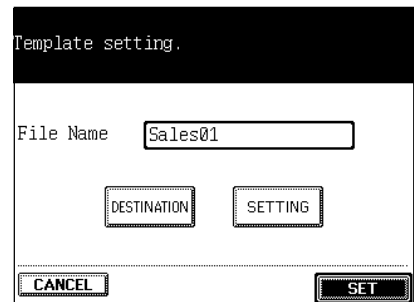 Template setting.
File Name Sales01
DESTINATION SETTING
CANCEL SET